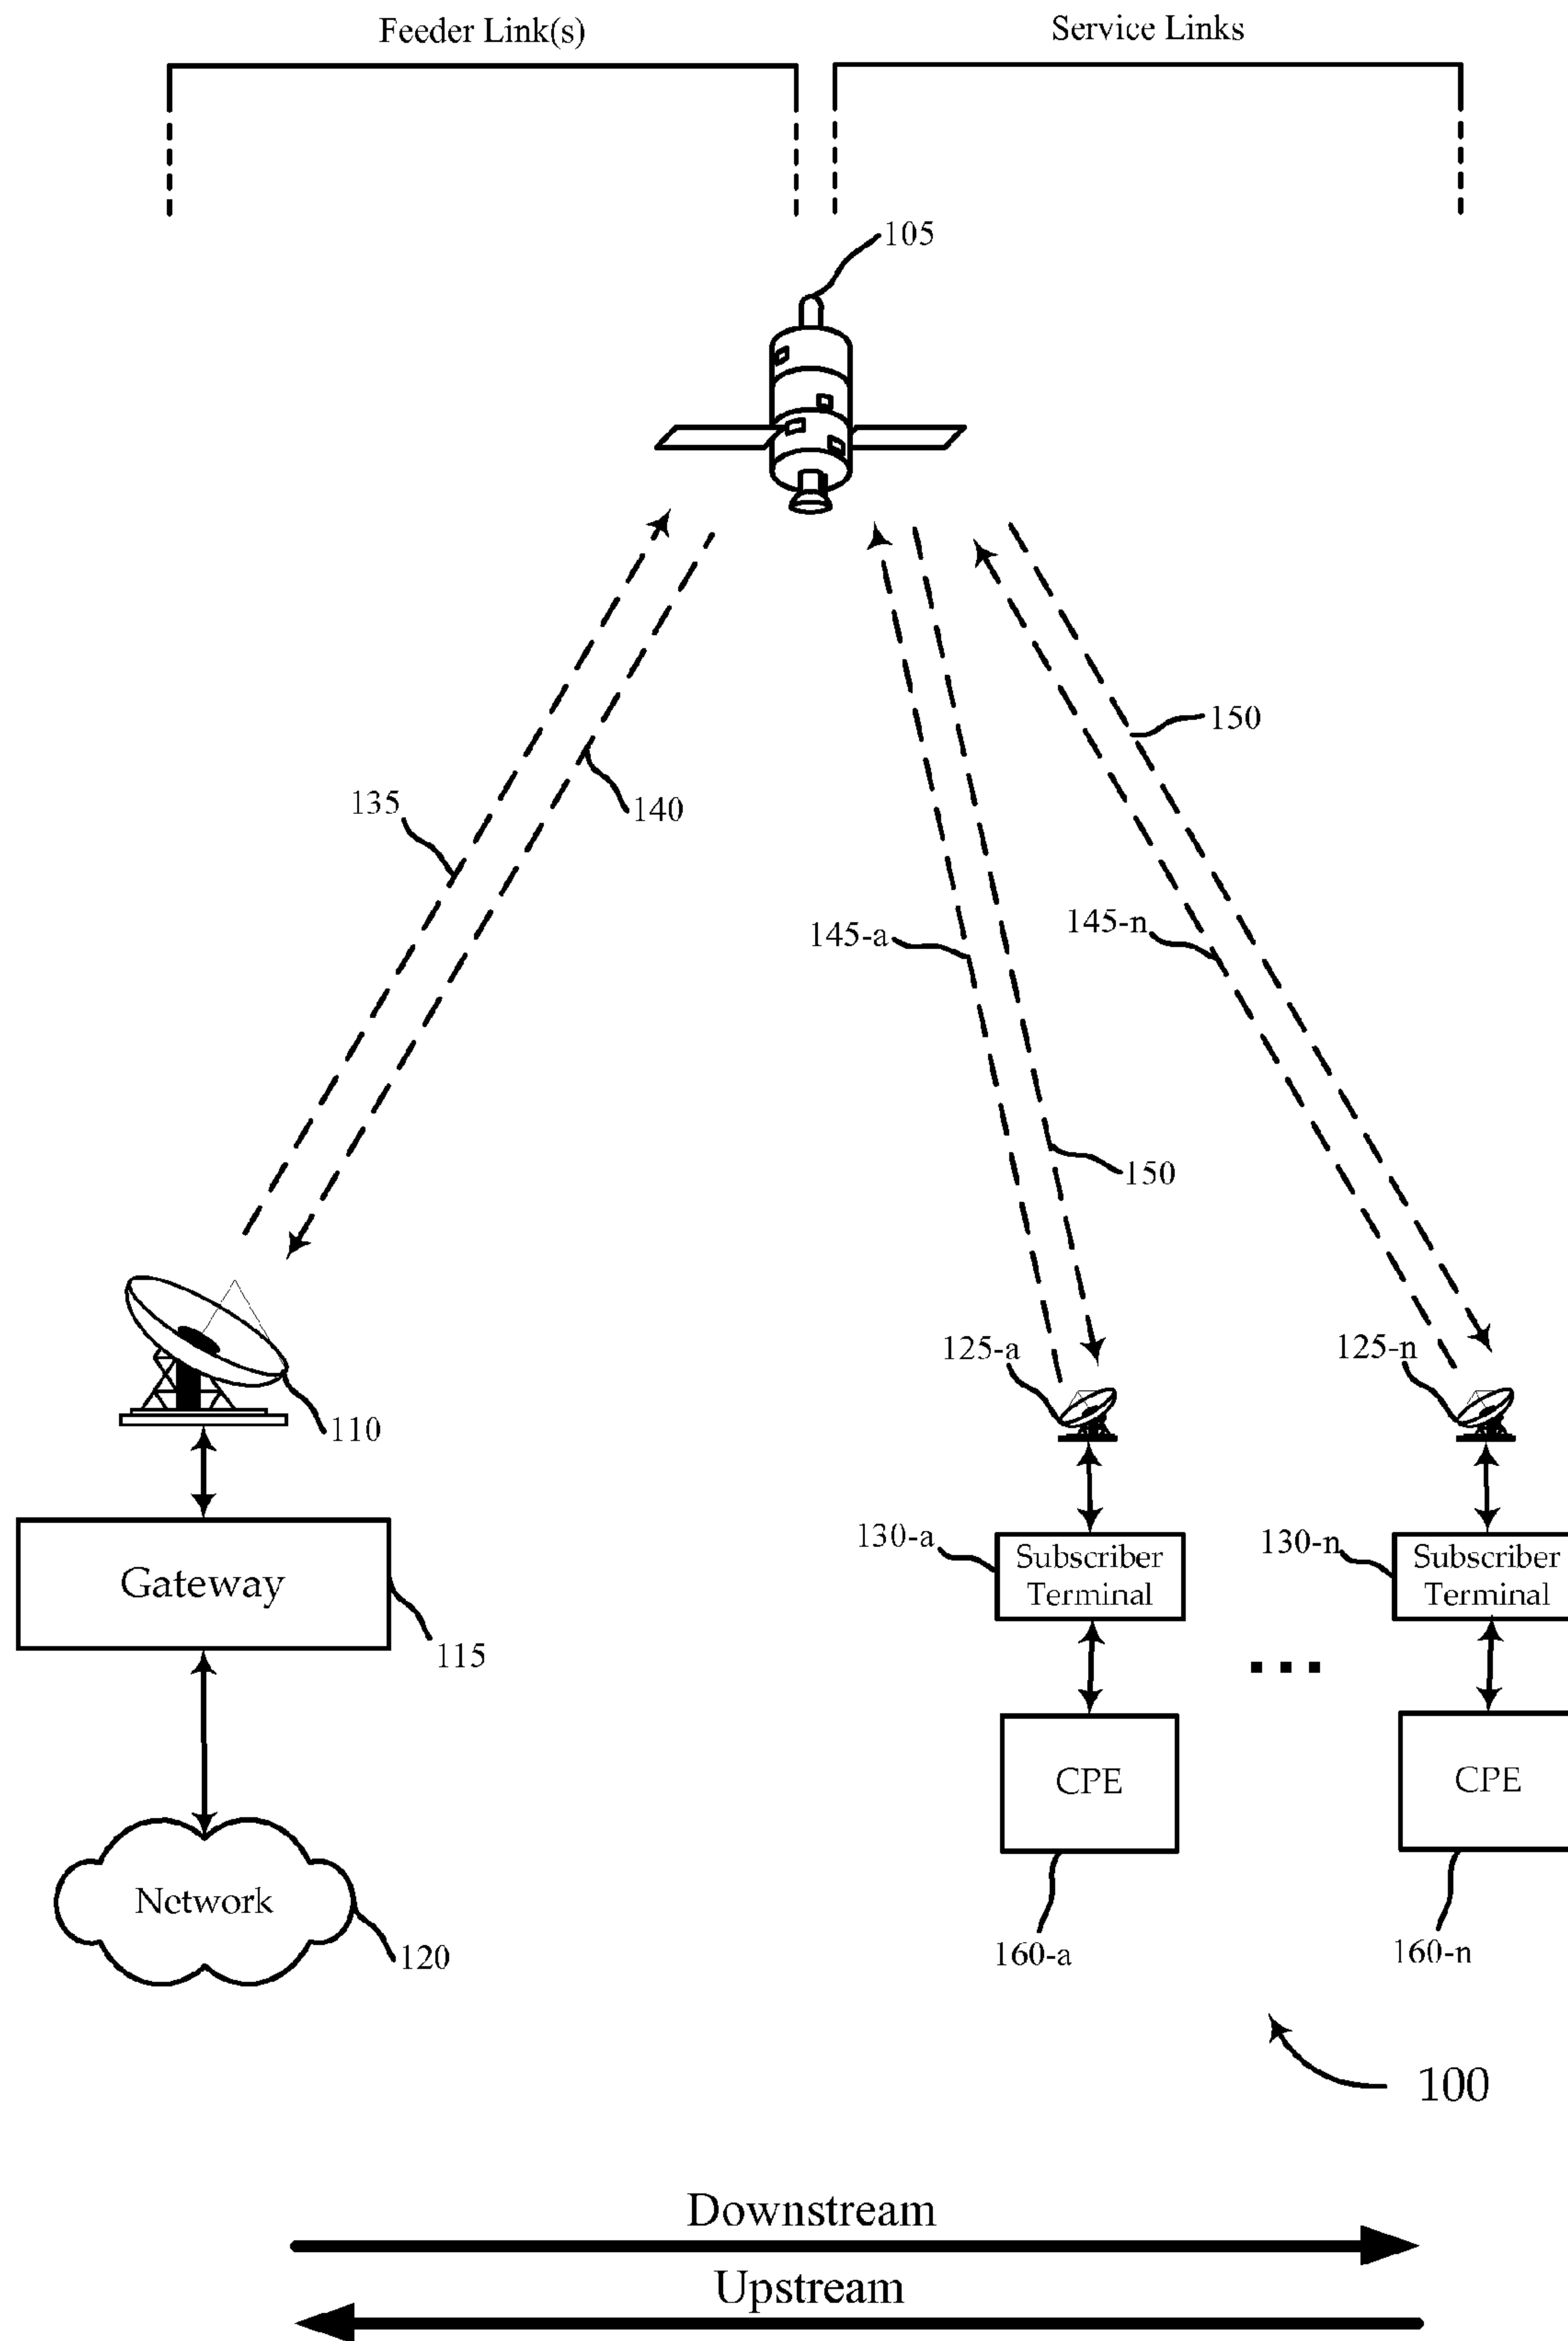 Feeder Link(s)
Service Links
105
150
135
140
145-a
145-n
150
125-a
125-n
110
130-a
Subscriber
Terminal
130-n
Subscriber
Terminal
Gateway
115
...
CPE
CPE
Network
120
160-a
160-n
100
Downstream
Upstream